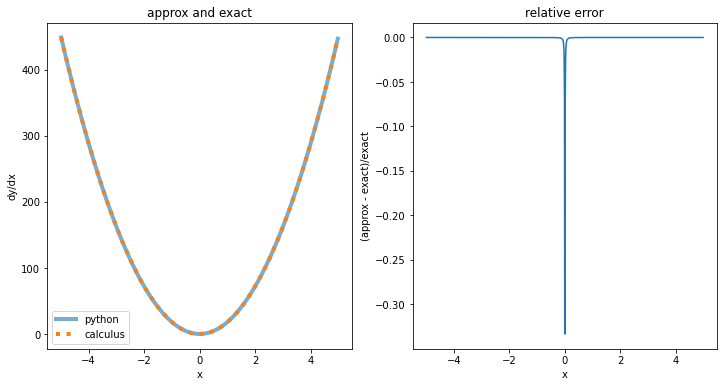 approx and exact
dy/dx
400
300
200
100
0
python
calculus
−4
−2
0
2
4
x
relative error
(approx - exact)/exact
0.00
−0.05
−0.10
−0.15
−0.20
−0.25
−0.30
−4
−2
0
2
4
x